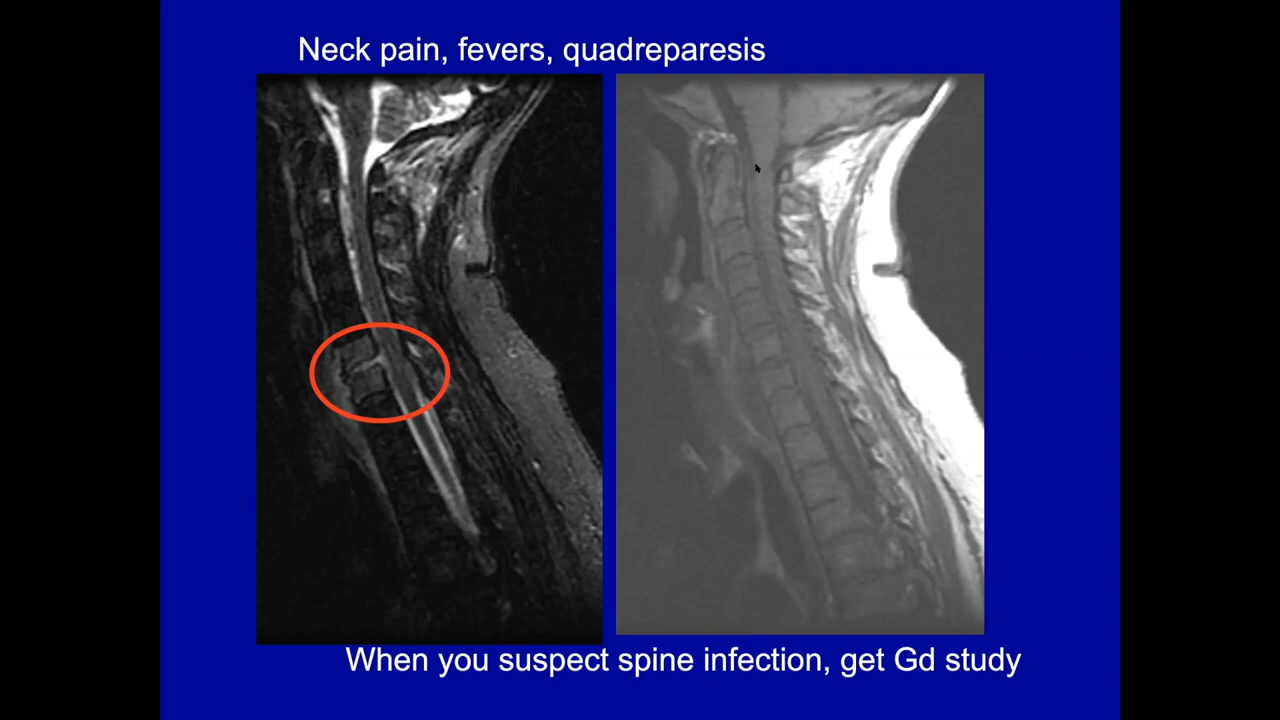 Neck pain, fevers, quadreparesis
When you suspect spine infection, get Gd study